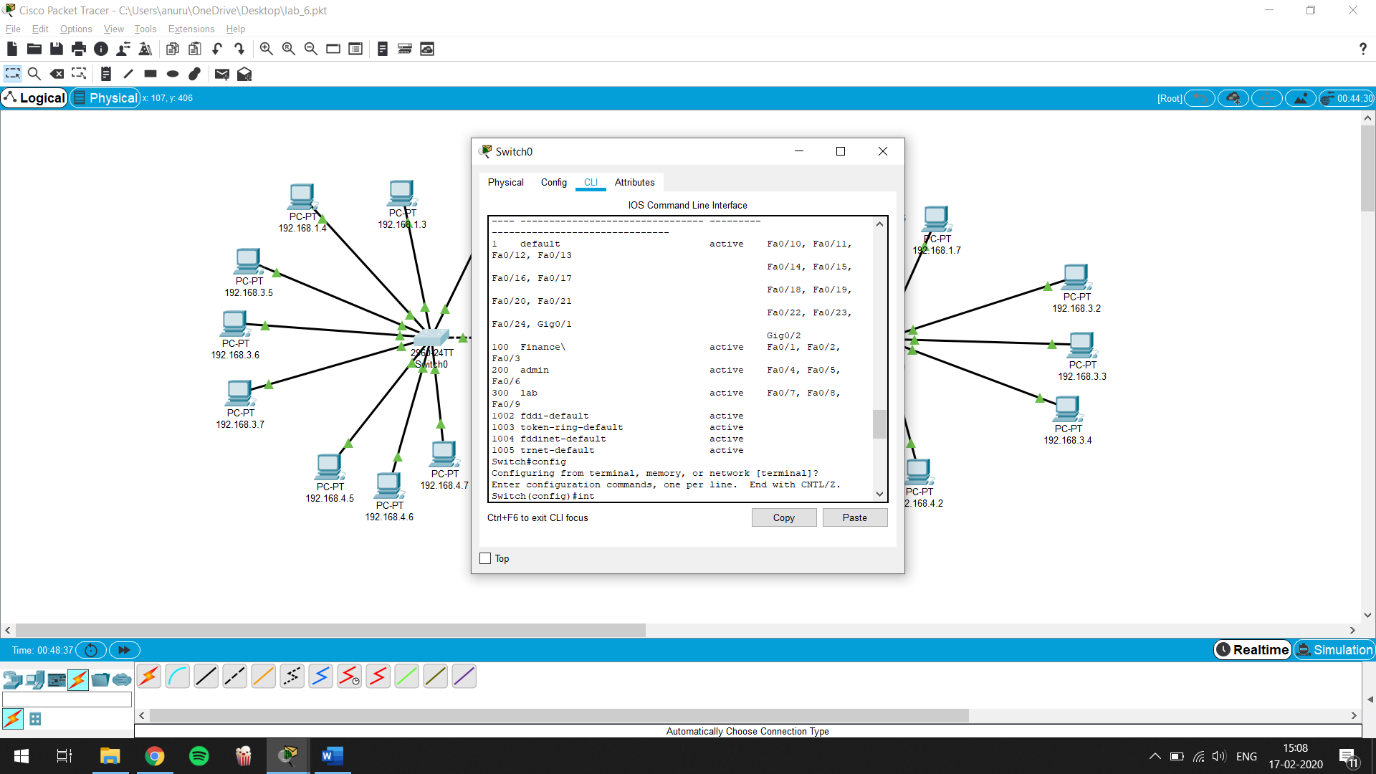 Cisco Packet Tracer - C:\Users\anuru\OneDrive\Desktop\lab_6.pkt
File Edit Options View Tools Extensions Help
?
Logical Physical x: 107, y: 406 [Root] 00:44:30
PC-PT
192.168.1.4
PC-PT
192.168.1.3
PC-PT
192.168.3.5
PC-PT
192.168.3.6
PC-PT
192.168.3.7
2960-24TT
Switch0
PC-PT
192.168.4.5
PC-PT
192.168.4.6
PC-PT
192.168.4.7
Switch0
Physical Config CLI Attributes
IOS Command Line Interface
---- -------------------------------- ---------
-------------------------------
1 default active Fa0/10, Fa0/11,
Fa0/12, Fa0/13
Fa0/14, Fa0/15,
Fa0/16, Fa0/17
Fa0/18, Fa0/19,
Fa0/20, Fa0/21
Fa0/22, Fa0/23,
Fa0/24, Gig0/1
Gig0/2
100 Finance\ active Fa0/1, Fa0/2,
Fa0/3
200 admin active Fa0/4, Fa0/5,
Fa0/6
300 lab active Fa0/7, Fa0/8,
Fa0/9
1002 fddi-default active
1003 token-ring-default active
1004 fddinet-default active
1005 trnet-default active
Switch#config
Configuring from terminal, memory, or network [terminal]?
Enter configuration commands, one per line. End with CNTL/Z.
Switch(config)#int
Ctrl+F6 to exit CLI focus
Copy Paste
Top
PC-PT
192.168.1.7
PC-PT
192.168.3.2
PC-PT
192.168.3.3
PC-PT
192.168.3.4
PC-PT
2.168.4.2
Time: 00:48:37 Realtime Simulation
Automatically Choose Connection Type
ENG
15:08
17-02-2020
11